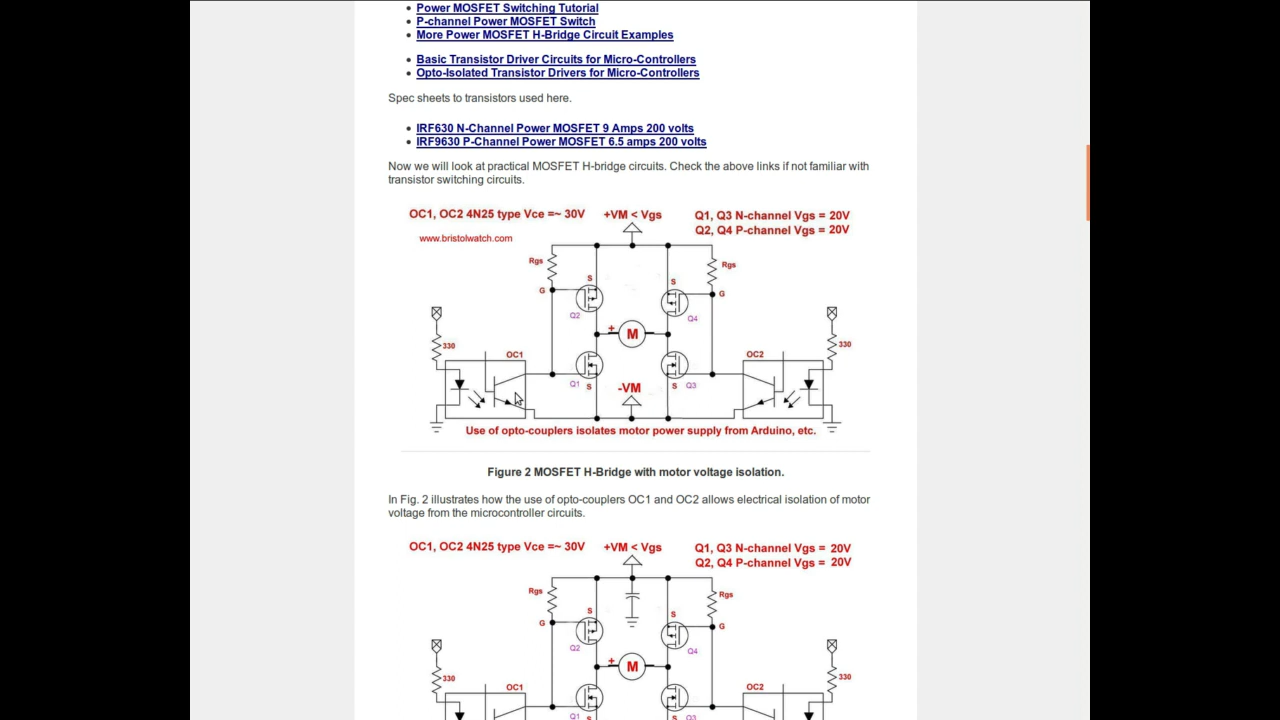 Power MOSFET Switching Tutorial
P-channel Power MOSFET Switch
More Power MOSFET H-Bridge Circuit Examples
Basic Transistor Driver Circuits for Micro-Controllers
Opto-Isolated Transistor Drivers for Micro-Controllers
Spec sheets to transistors used here.
IRF630 N-Channel Power MOSFET 9 Amps 200 volts
IRF9630 P-Channel Power MOSFET 6.5 amps 200 volts
Now we will look at practical MOSFET H-bridge circuits. Check the above links if not familiar with
transistor switching circuits.
OC1, OC2 4N25 type Vce =~ 30V +VM < Vgs Q1, Q3 N-channel Vgs = 20V
www.bristolwatch.com Q2, Q4 P-channel Vgs = 20V
Rgs Rgs
S S
G G
Q2 Q4
+ M
330 330
OC1 OC2
Q1 S -VM S Q3
Use of opto-couplers isolates motor power supply from Arduino, etc.
Figure 2 MOSFET H-Bridge with motor voltage isolation.
In Fig. 2 illustrates how the use of opto-couplers OC1 and OC2 allows electrical isolation of motor
voltage from the microcontroller circuits.
OC1, OC2 4N25 type Vce =~ 30V +VM < Vgs Q1, Q3 N-channel Vgs = 20V
Q2, Q4 P-channel Vgs = 20V
Rgs Rgs
S S
G G
Q2 Q4
+ M
330 330
OC1 OC2
Q1 S S Q3